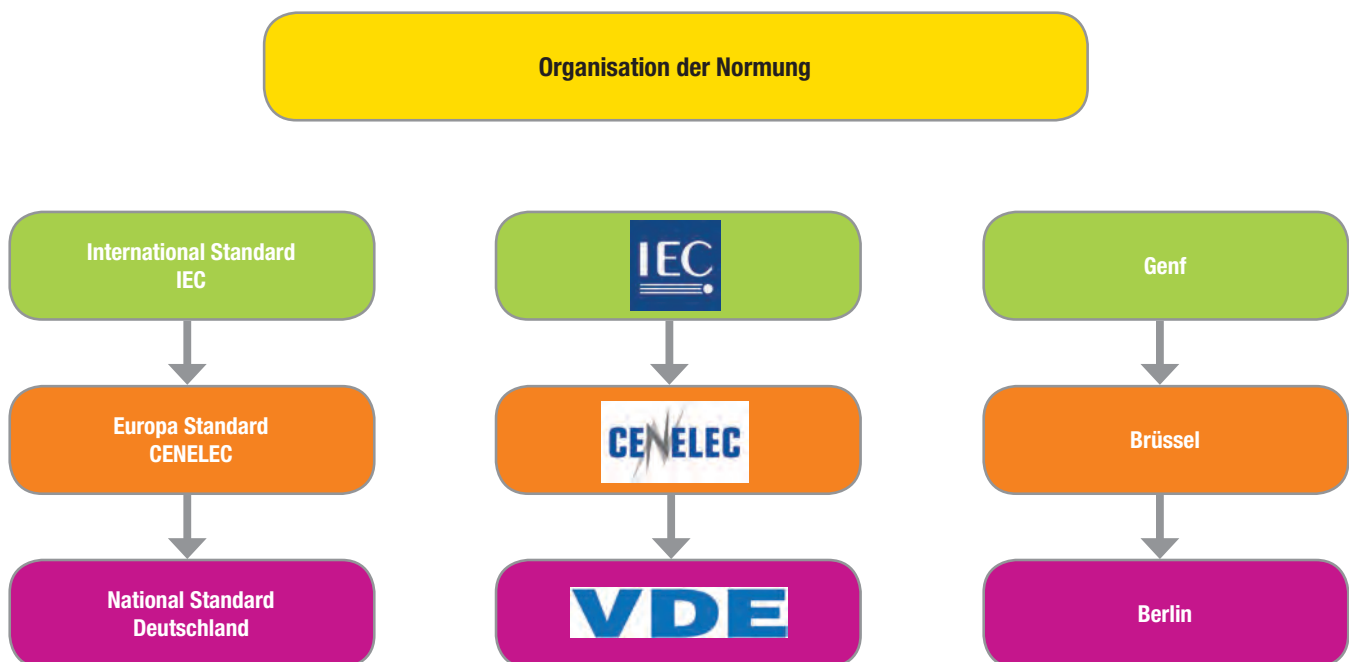 Organisation der Normung
International Standard
IEC
IEC
Genf
Europa Standard
CENELEC
CENELEC
Brüssel
National Standard
Deutschland
VDE
Berlin